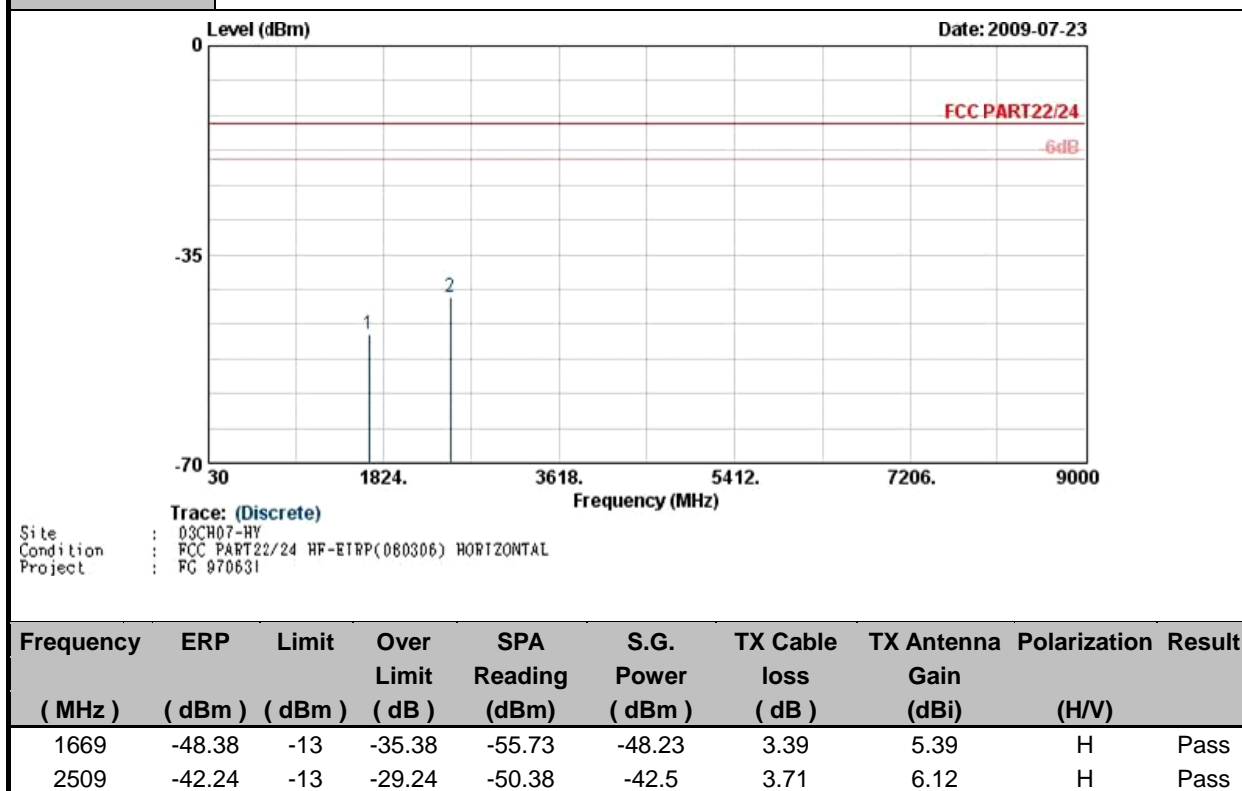 Level (dBm) Date: 2009-07-23
0
FCC PART22/24
-6dB
-35
2
1
-70
30 1824. 3618. 5412. 7206. 9000
Frequency (MHz)
Trace: (Discrete)
Site : 03CH07-HY
Condition : FCC PART22/24 HF-EIRP(080306) HORIZONTAL
Project : FG 970631
Frequency ERP Limit Over SPA S.G. TX Cable TX Antenna Polarization Result
Limit Reading Power loss Gain
( MHz ) ( dBm ) ( dBm ) ( dB ) (dBm) ( dBm ) ( dB ) (dBi) (H/V)
1669 -48.38 -13 -35.38 -55.73 -48.23 3.39 5.39 H Pass
2509 -42.24 -13 -29.24 -50.38 -42.5 3.71 6.12 H Pass